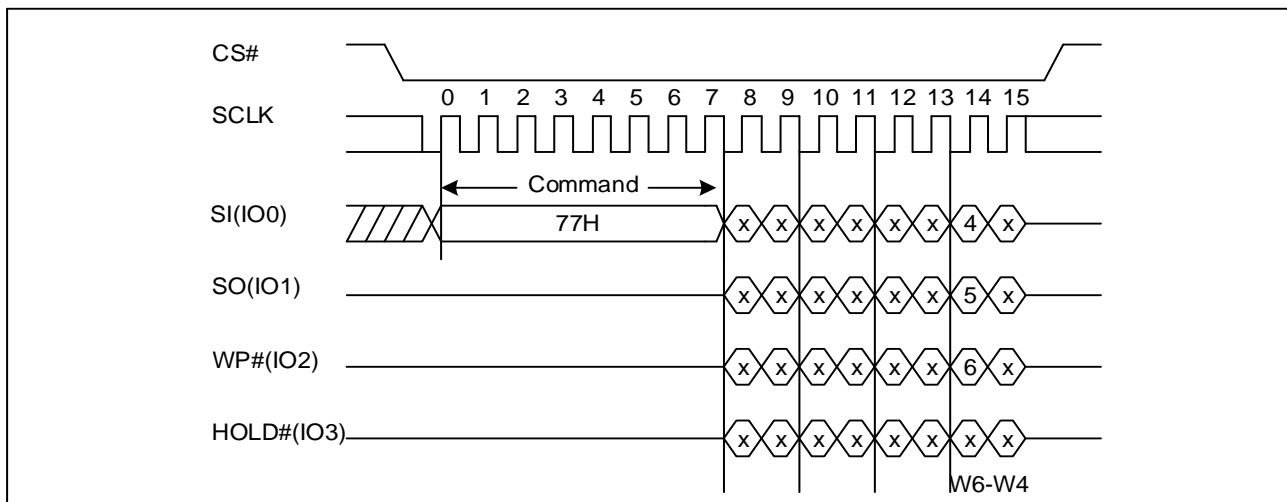 CS#
0 1 2 3 4 5 6 7 8 9 10 11 12 13 14 15
SCLK
Command
SI(IO0) 77H x x x x x x 4 x
SO(IO1) x x x x x x 5 x
WP#(IO2) x x x x x x 6 x
HOLD#(IO3) x x x x x x x x
W6-W4